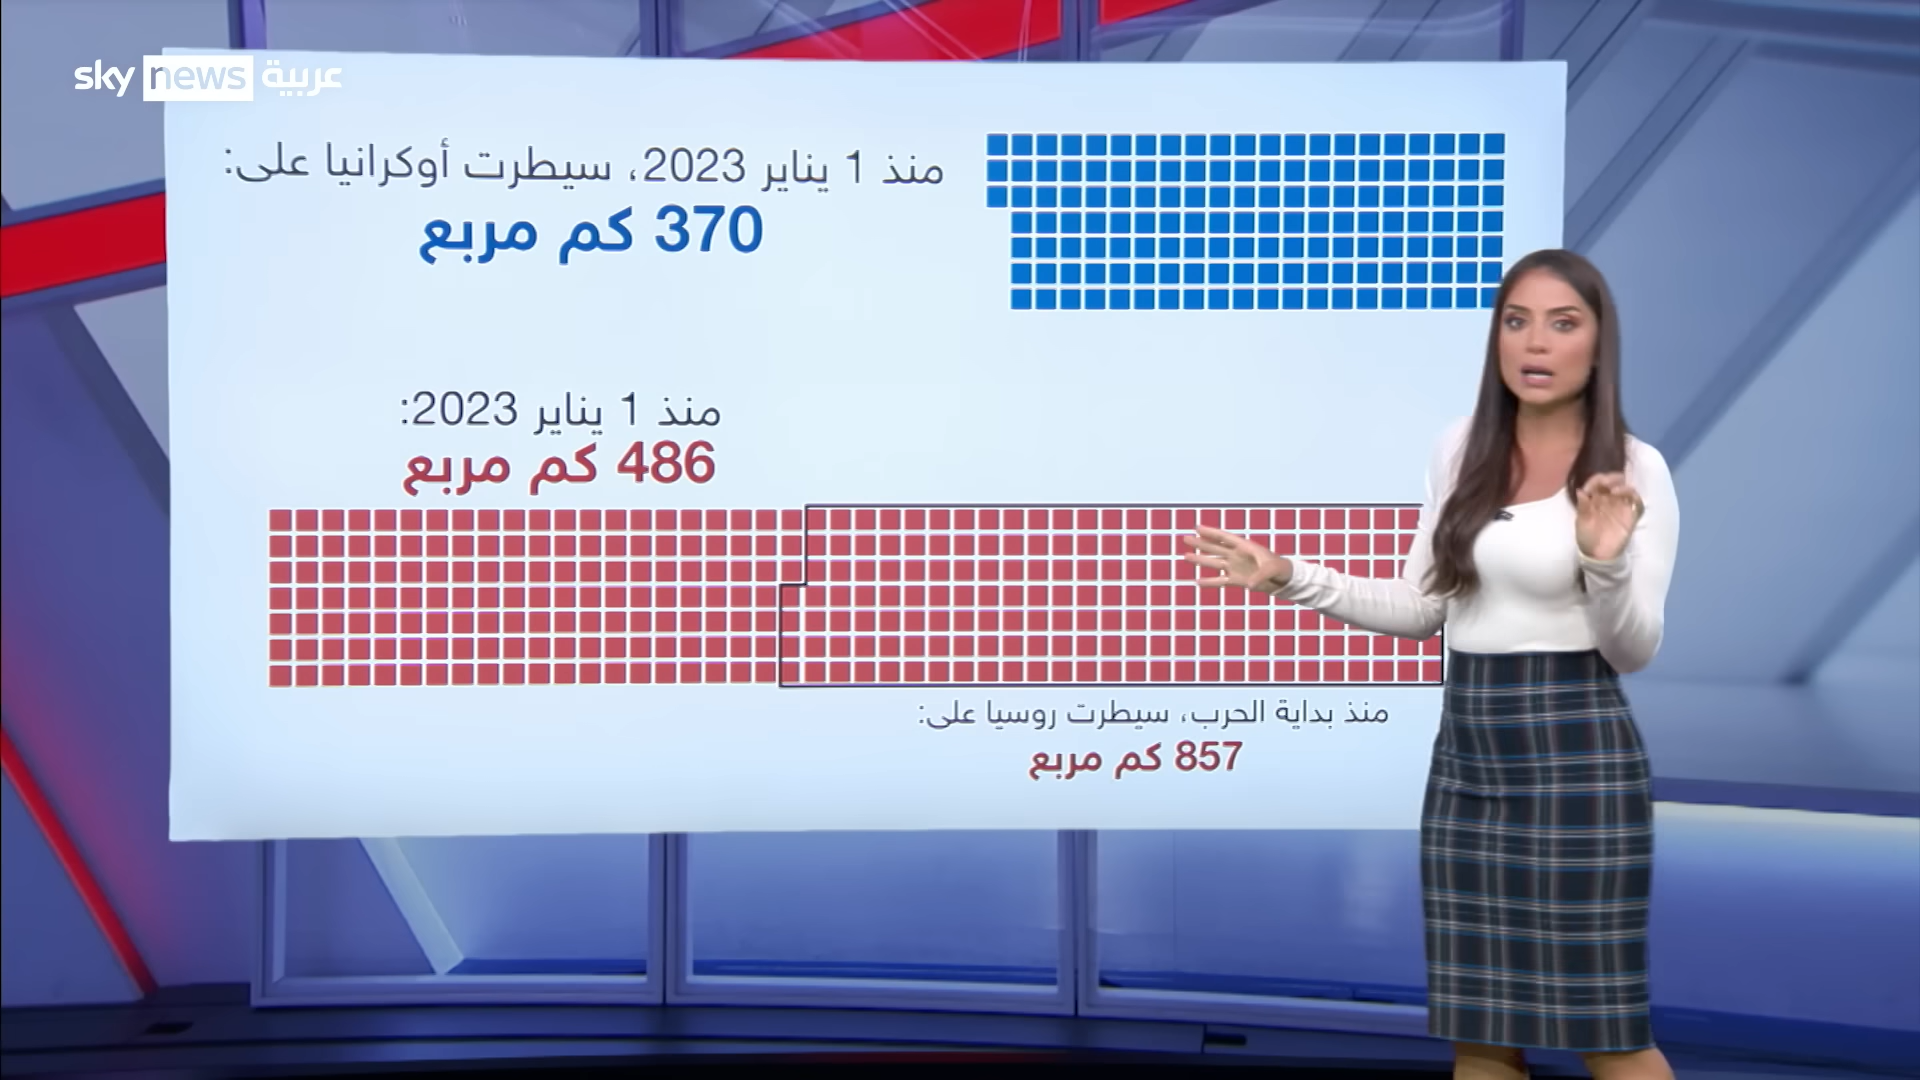 sky news عربية
منذ 1 يناير 2023، سيطرت أوكرانيا على:
370 كم مربع
منذ 1 يناير 2023:
486 كم مربع
منذ بداية الحرب، سيطرت روسيا على:
857 كم مربع